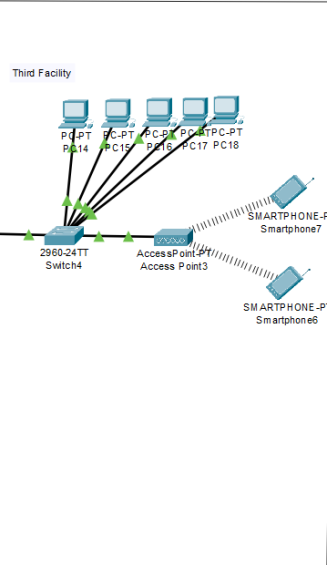 Third Facility
PC-PT
PC14
PC-PT
PC15
PC-PT
PC16
PC-PT
PC17
PC-PT
PC18
SMARTPHONE-P
Smartphone7
2960-24TT
Switch4
AccessPoint-PT
Access Point3
SMARTPHONE-PT
Smartphone6